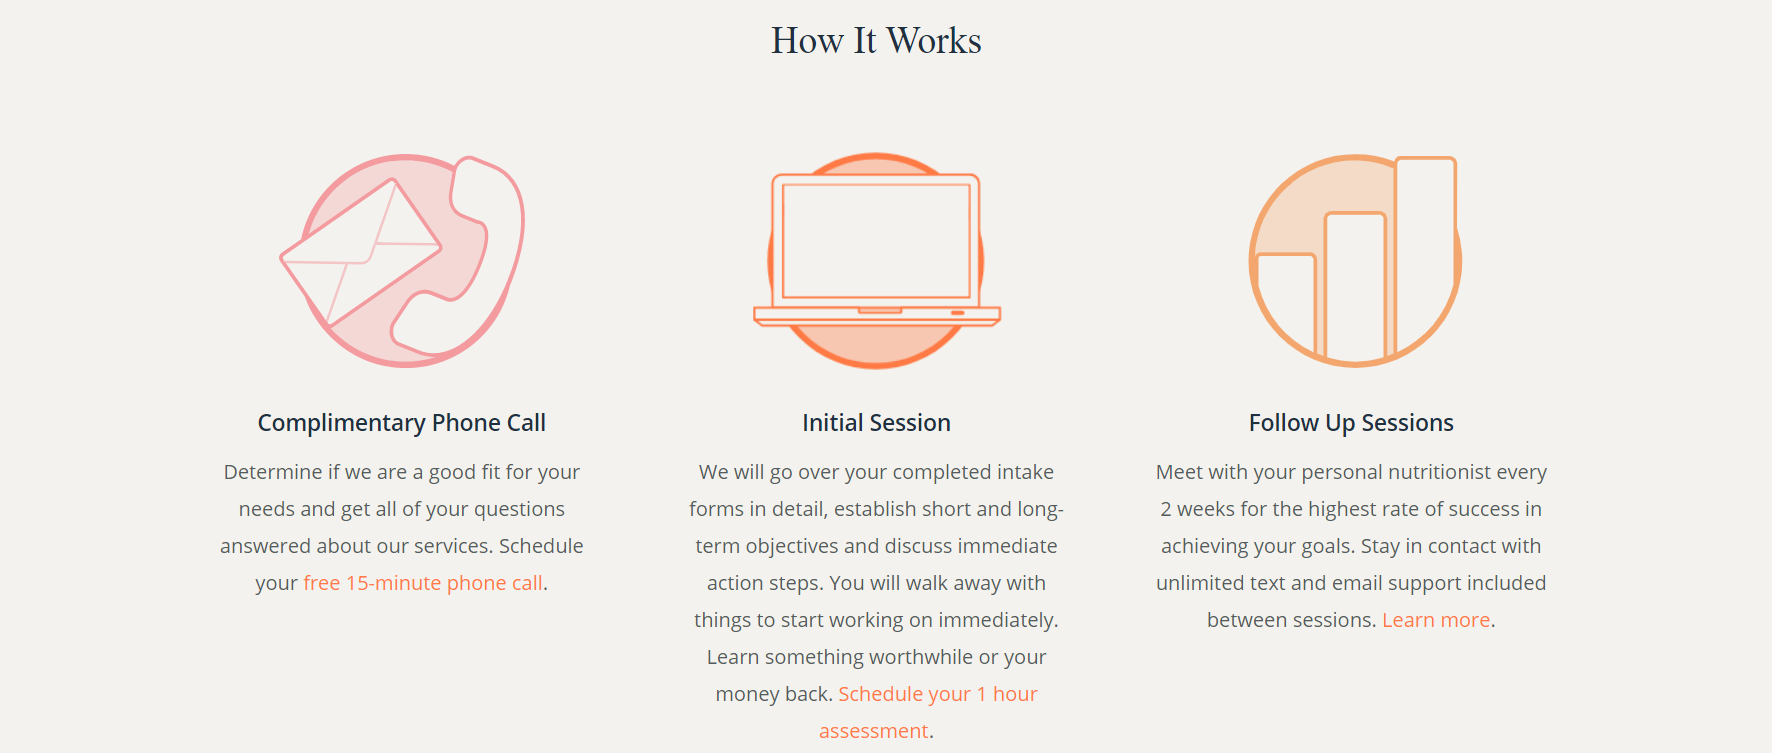 How It Works
Complimentary Phone Call
Determine if we are a good fit for your
needs and get all of your questions
answered about our services. Schedule
your free 15-minute phone call.
Initial Session
We will go over your completed intake
forms in detail, establish short and long-
term objectives and discuss immediate
action steps. You will walk away with
things to start working on immediately.
Learn something worthwhile or your
money back. Schedule your 1 hour
assessment.
Follow Up Sessions
Meet with your personal nutritionist every
2 weeks for the highest rate of success in
achieving your goals. Stay in contact with
unlimited text and email support included
between sessions. Learn more.